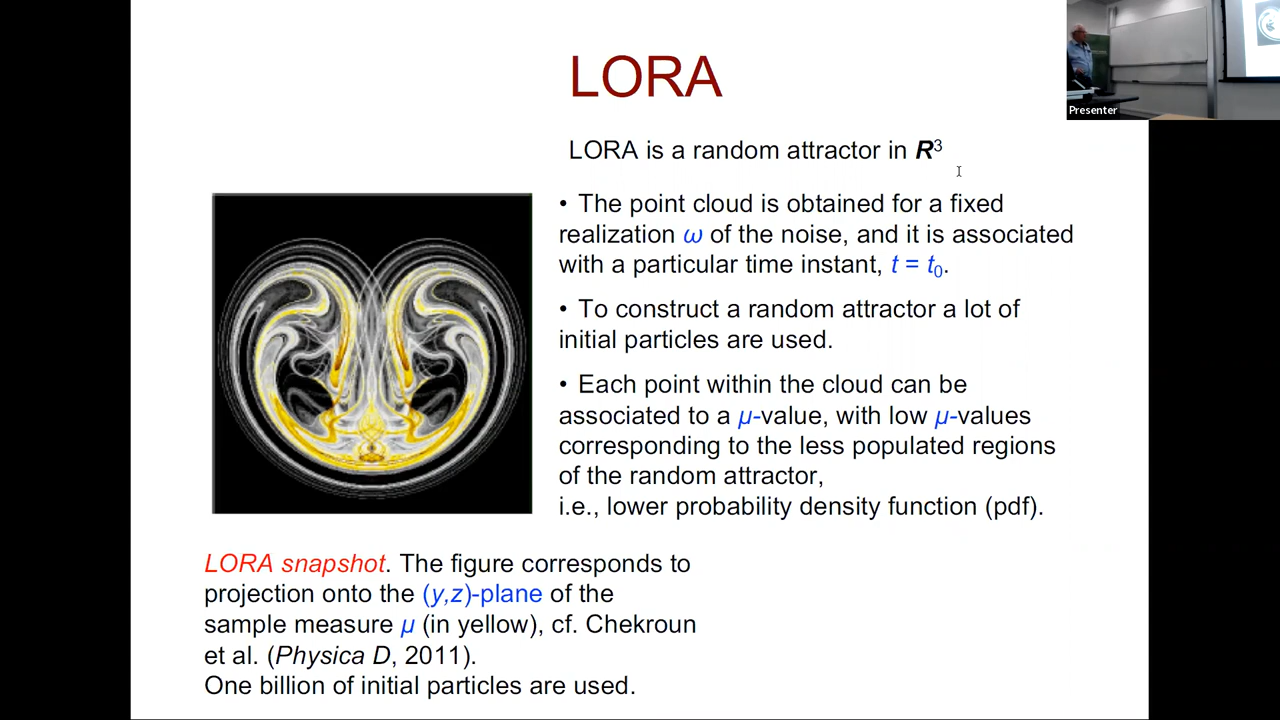 LORA
Presenter
LORA is a random attractor in R³
• The point cloud is obtained for a fixed
realization ω of the noise, and it is associated
with a particular time instant, t = t₀.
• To construct a random attractor a lot of
initial particles are used.
• Each point within the cloud can be
associated to a μ-value, with low μ-values
corresponding to the less populated regions
of the random attractor,
i.e., lower probability density function (pdf).
LORA snapshot. The figure corresponds to
projection onto the (y,z)-plane of the
sample measure μ (in yellow), cf. Chekroun
et al. (Physica D, 2011).
One billion of initial particles are used.